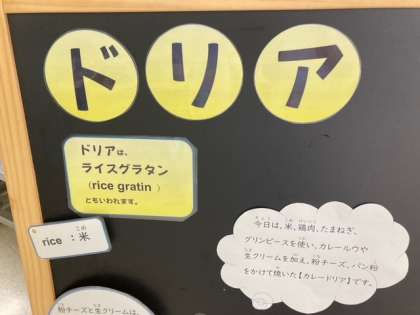 ドリア
ドリアは、
ライスグラタン
(rice gratin )
ともいわれます。
rice ：米
今日は、米、鶏肉、たまねぎ、
グリンピースを使い、カレールウや
生クリームを加え、粉チーズ、パン粉
をかけて焼いた【カレードリア】です。
粉チーズと生クリームは、